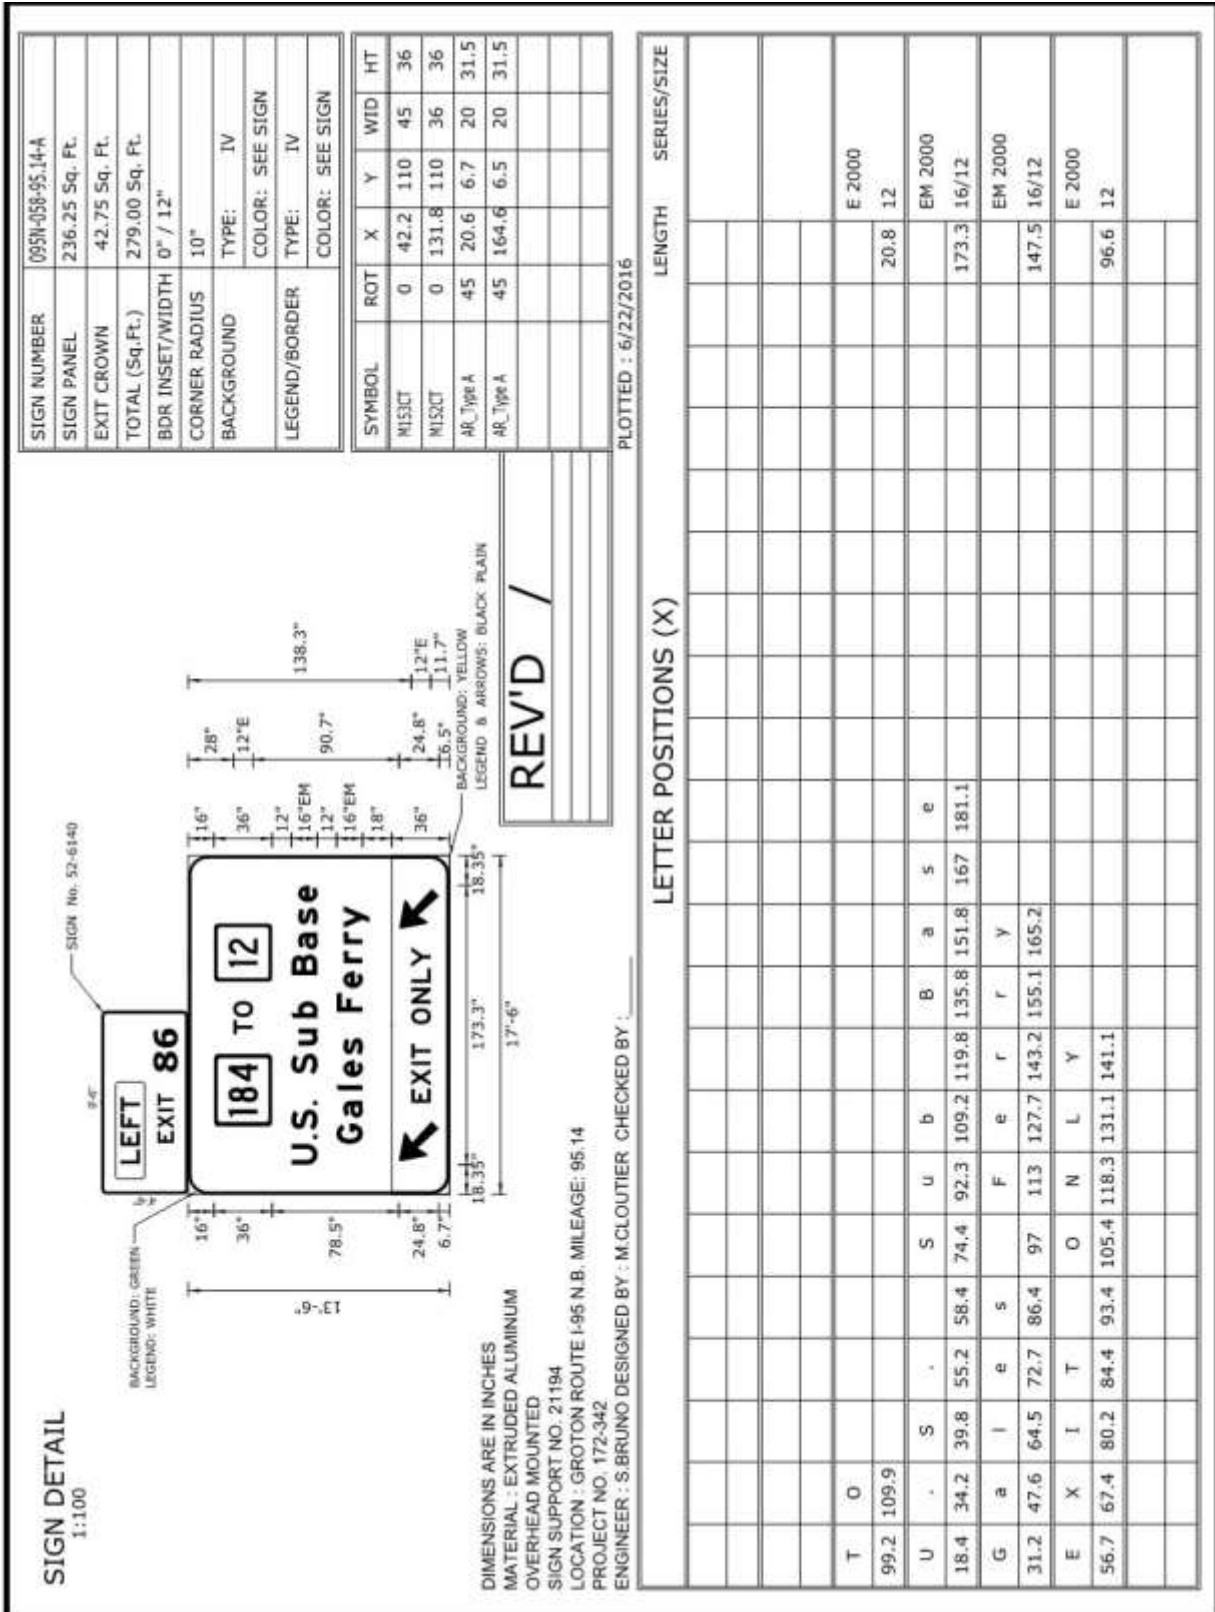 SIGN DETAIL
1:100
SIGN No. 52-6140
BACKGROUND: GREEN
LEGEND: WHITE
9'-6"
LEFT
EXIT 86
184 TO 12
U.S. Sub Base
Gales Ferry
EXIT ONLY
16"
36"
78.5"
24.8"
6.7"
13'-6"
16"
36"
12"
16"EM
12"
16"EM
18"
36"
28"
12"E
90.7"
24.8"
6.5"
138.3"
12"E
11.7"
18.35" 173.3" 18.35"
17'-6"
BACKGROUND: YELLOW
LEGEND & ARROWS: BLACK PLAIN
DIMENSIONS ARE IN INCHES
MATERIAL : EXTRUDED ALUMINUM
OVERHEAD MOUNTED
SIGN SUPPORT NO. 21194
LOCATION : GROTON ROUTE I-95 N.B. MILEAGE: 95.14
PROJECT NO. 172-342
ENGINEER : S.BRUNO DESIGNED BY : M.CLOUTIER CHECKED BY :
REV'D /
SIGN NUMBER 095N-058-95.14-A
SIGN PANEL 236.25 Sq. Ft.
EXIT CROWN 42.75 Sq. Ft.
TOTAL (Sq.Ft.) 279.00 Sq. Ft.
BDR INSET/WIDTH 0" / 12"
CORNER RADIUS 10"
BACKGROUND TYPE: IV
COLOR: SEE SIGN
LEGEND/BORDER TYPE: IV
COLOR: SEE SIGN
SYMBOL ROT X Y WID HT
M153CT 0 42.2 110 45 36
M152CT 0 131.8 110 36 36
AR_Type A 45 20.6 6.7 20 31.5
AR_Type A 45 164.6 6.5 20 31.5
PLOTTED : 6/22/2016
LETTER POSITIONS (X) LENGTH SERIES/SIZE
T O E 2000
99.2 109.9 20.8 12
U . S . S u b B a s e EM 2000
18.4 34.2 39.8 55.2 58.4 74.4 92.3 109.2 119.8 135.8 151.8 167 181.1 173.3 16/12
G a l e s F e r r y EM 2000
31.2 47.6 64.5 72.7 86.4 97 113 127.7 143.2 155.1 165.2 147.5 16/12
E X I T O N L Y E 2000
56.7 67.4 80.2 84.4 93.4 105.4 118.3 131.1 141.1 96.6 12